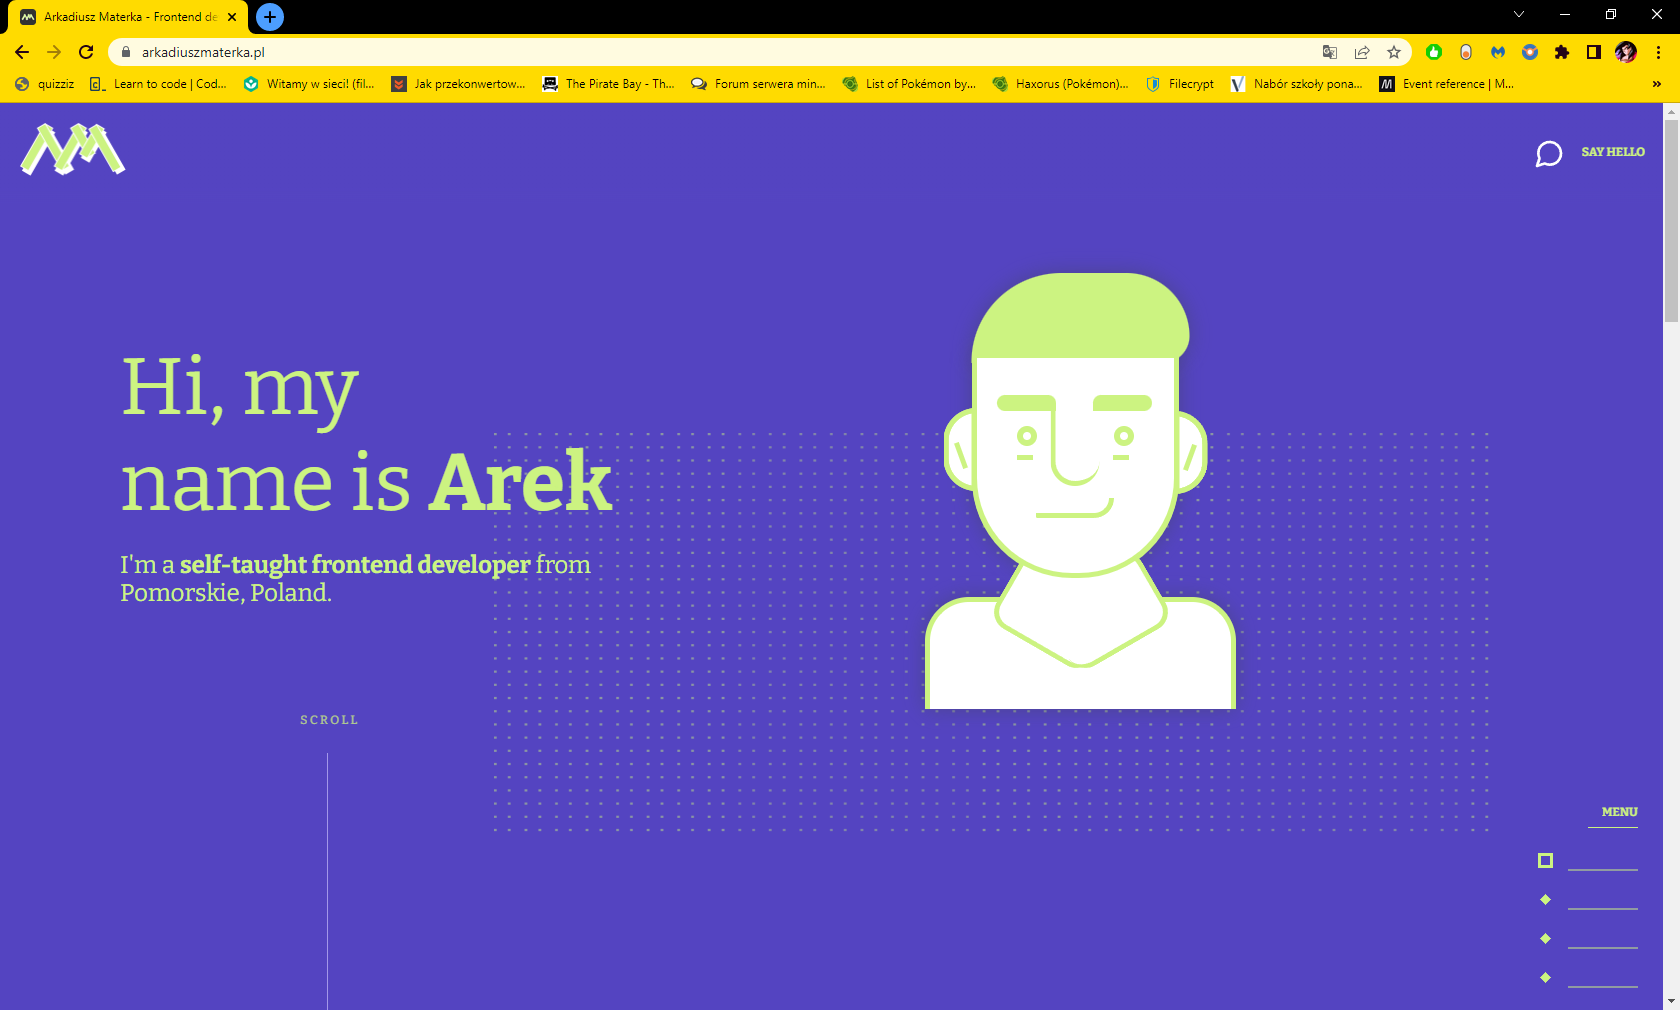 Arkadiusz Materka - Frontend de
arkadiuszmaterka.pl
quizziz
Learn to code | Cod...
Witamy w sieci! (fil...
Jak przekonwertow...
The Pirate Bay - Th...
Forum serwera min...
List of Pokémon by...
Haxorus (Pokémon)...
Filecrypt
Nabór szkoły pona...
Event reference | M...
SAY HELLO
Hi, my
name is Arek
I'm a self-taught frontend developer from
Pomorskie, Poland.
SCROLL
MENU